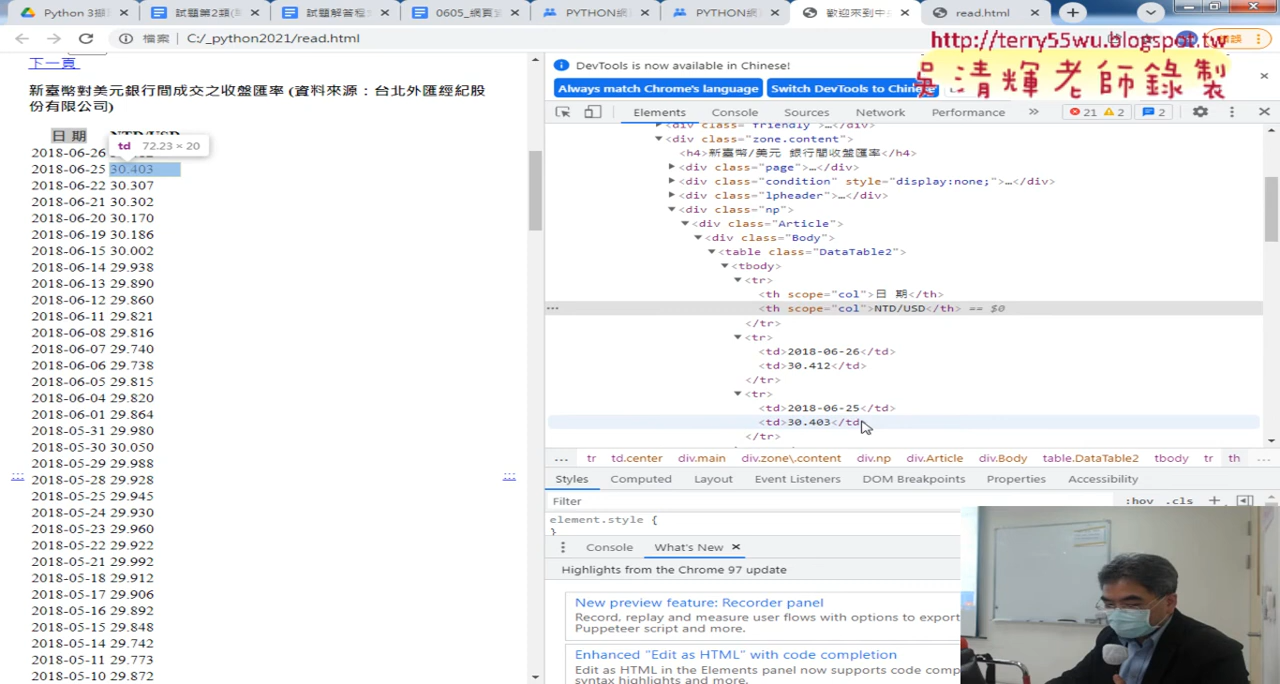 Python 3翻
試題第2類(
試題解答程
0605_網頁全
PYTHON網
PYTHON網
歡迎來到中央
read.html
檔案 C:/_python2021/read.html
http://terry55wu.blogspot.tw
吳清輝老師錄製
下一頁
新臺幣對美元銀行間成交之收盤匯率 (資料來源：台北外匯經紀股
份有限公司)
日 期 NTD/USD
td 72.23 × 20
2018-06-26
2018-06-25 30.403
2018-06-22 30.307
2018-06-21 30.302
2018-06-20 30.170
2018-06-19 30.186
2018-06-15 30.002
2018-06-14 29.938
2018-06-13 29.890
2018-06-12 29.860
2018-06-11 29.821
2018-06-08 29.816
2018-06-07 29.740
2018-06-06 29.738
2018-06-05 29.815
2018-06-04 29.820
2018-06-01 29.864
2018-05-31 29.980
2018-05-30 30.050
2018-05-29 29.988
2018-05-28 29.928
2018-05-25 29.945
2018-05-24 29.930
2018-05-23 29.960
2018-05-22 29.922
2018-05-21 29.992
2018-05-18 29.912
2018-05-17 29.906
2018-05-16 29.892
2018-05-15 29.848
2018-05-14 29.742
2018-05-11 29.773
2018-05-10 29.872
DevTools is now available in Chinese!
Always match Chrome's language
Switch DevTools to Chinese
Elements Console Sources Network Performance » 21 2 2
<div class="friendly">…</div>
<div class="zone.content">
<h4>新臺幣/美元 銀行間收盤匯率</h4>
<div class="page">…</div>
<div class="condition" style="display:none;">…</div>
<div class="lpheader">…</div>
<div class="np">
<div class="Article">
<div class="Body">
<table class="DataTable2">
<tbody>
<tr>
<th scope="col">日 期</th>
<th scope="col">NTD/USD</th> == $0
</tr>
<tr>
<td>2018-06-26</td>
<td>30.412</td>
</tr>
<tr>
<td>2018-06-25</td>
<td>30.403</td>
</tr>
... tr td.center div.main div.zone\.content div.np div.Article div.Body table.DataTable2 tbody tr th ...
Styles Computed Layout Event Listeners DOM Breakpoints Properties Accessibility
Filter :hov .cls +
element.style {
}
Console What's New ×
Highlights from the Chrome 97 update
New preview feature: Recorder panel
Record, replay and measure user flows with options to export
Puppeteer script and more.
Enhanced "Edit as HTML" with code completion
Edit as HTML in the Elements panel now supports code comp
syntax highlights and more.